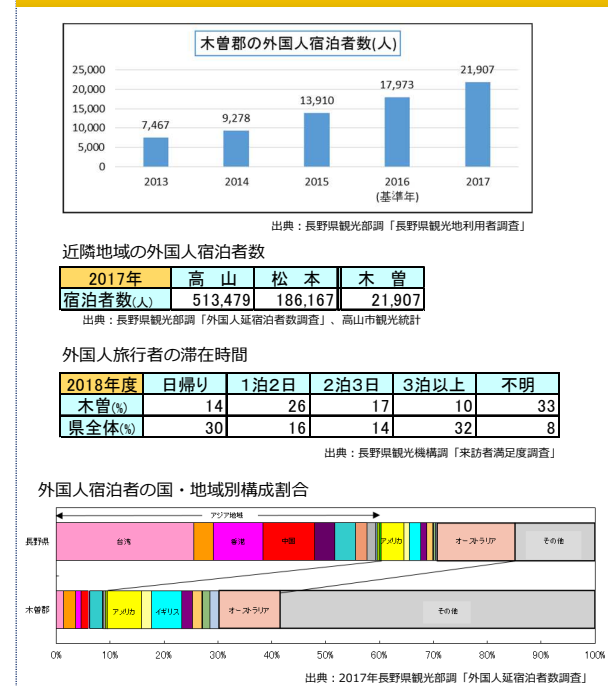 木曽郡の外国人宿泊者数(人)
25,000
20,000
15,000
10,000
5,000
0
7,467
9,278
13,910
17,973
21,907
2013
2014
2015
2016
2017
(基準年)
出典：長野県観光部調「長野県観光地利用者調査」
近隣地域の外国人宿泊者数
2017年 高山 松本 木曽
宿泊者数(人) 513,479 186,167 21,907
出典：長野県観光部調「外国人延宿泊者数調査」、高山市観光統計
外国人旅行者の滞在時間
2018年度 日帰り 1泊2日 2泊3日 3泊以上 不明
木曽(%) 14 26 17 10 33
県全体(%) 30 16 14 32 8
出典：長野県観光機構調「来訪者満足度調査」
外国人宿泊者の国・地域別構成割合
アジア地域
長野県 台湾 香港 中国 アメリカ オーストラリア その他
木曽郡 アメリカ イギリス オーストラリア その他
0% 10% 20% 30% 40% 50% 60% 70% 80% 90% 100%
出典：2017年長野県観光部調「外国人延宿泊者数調査」